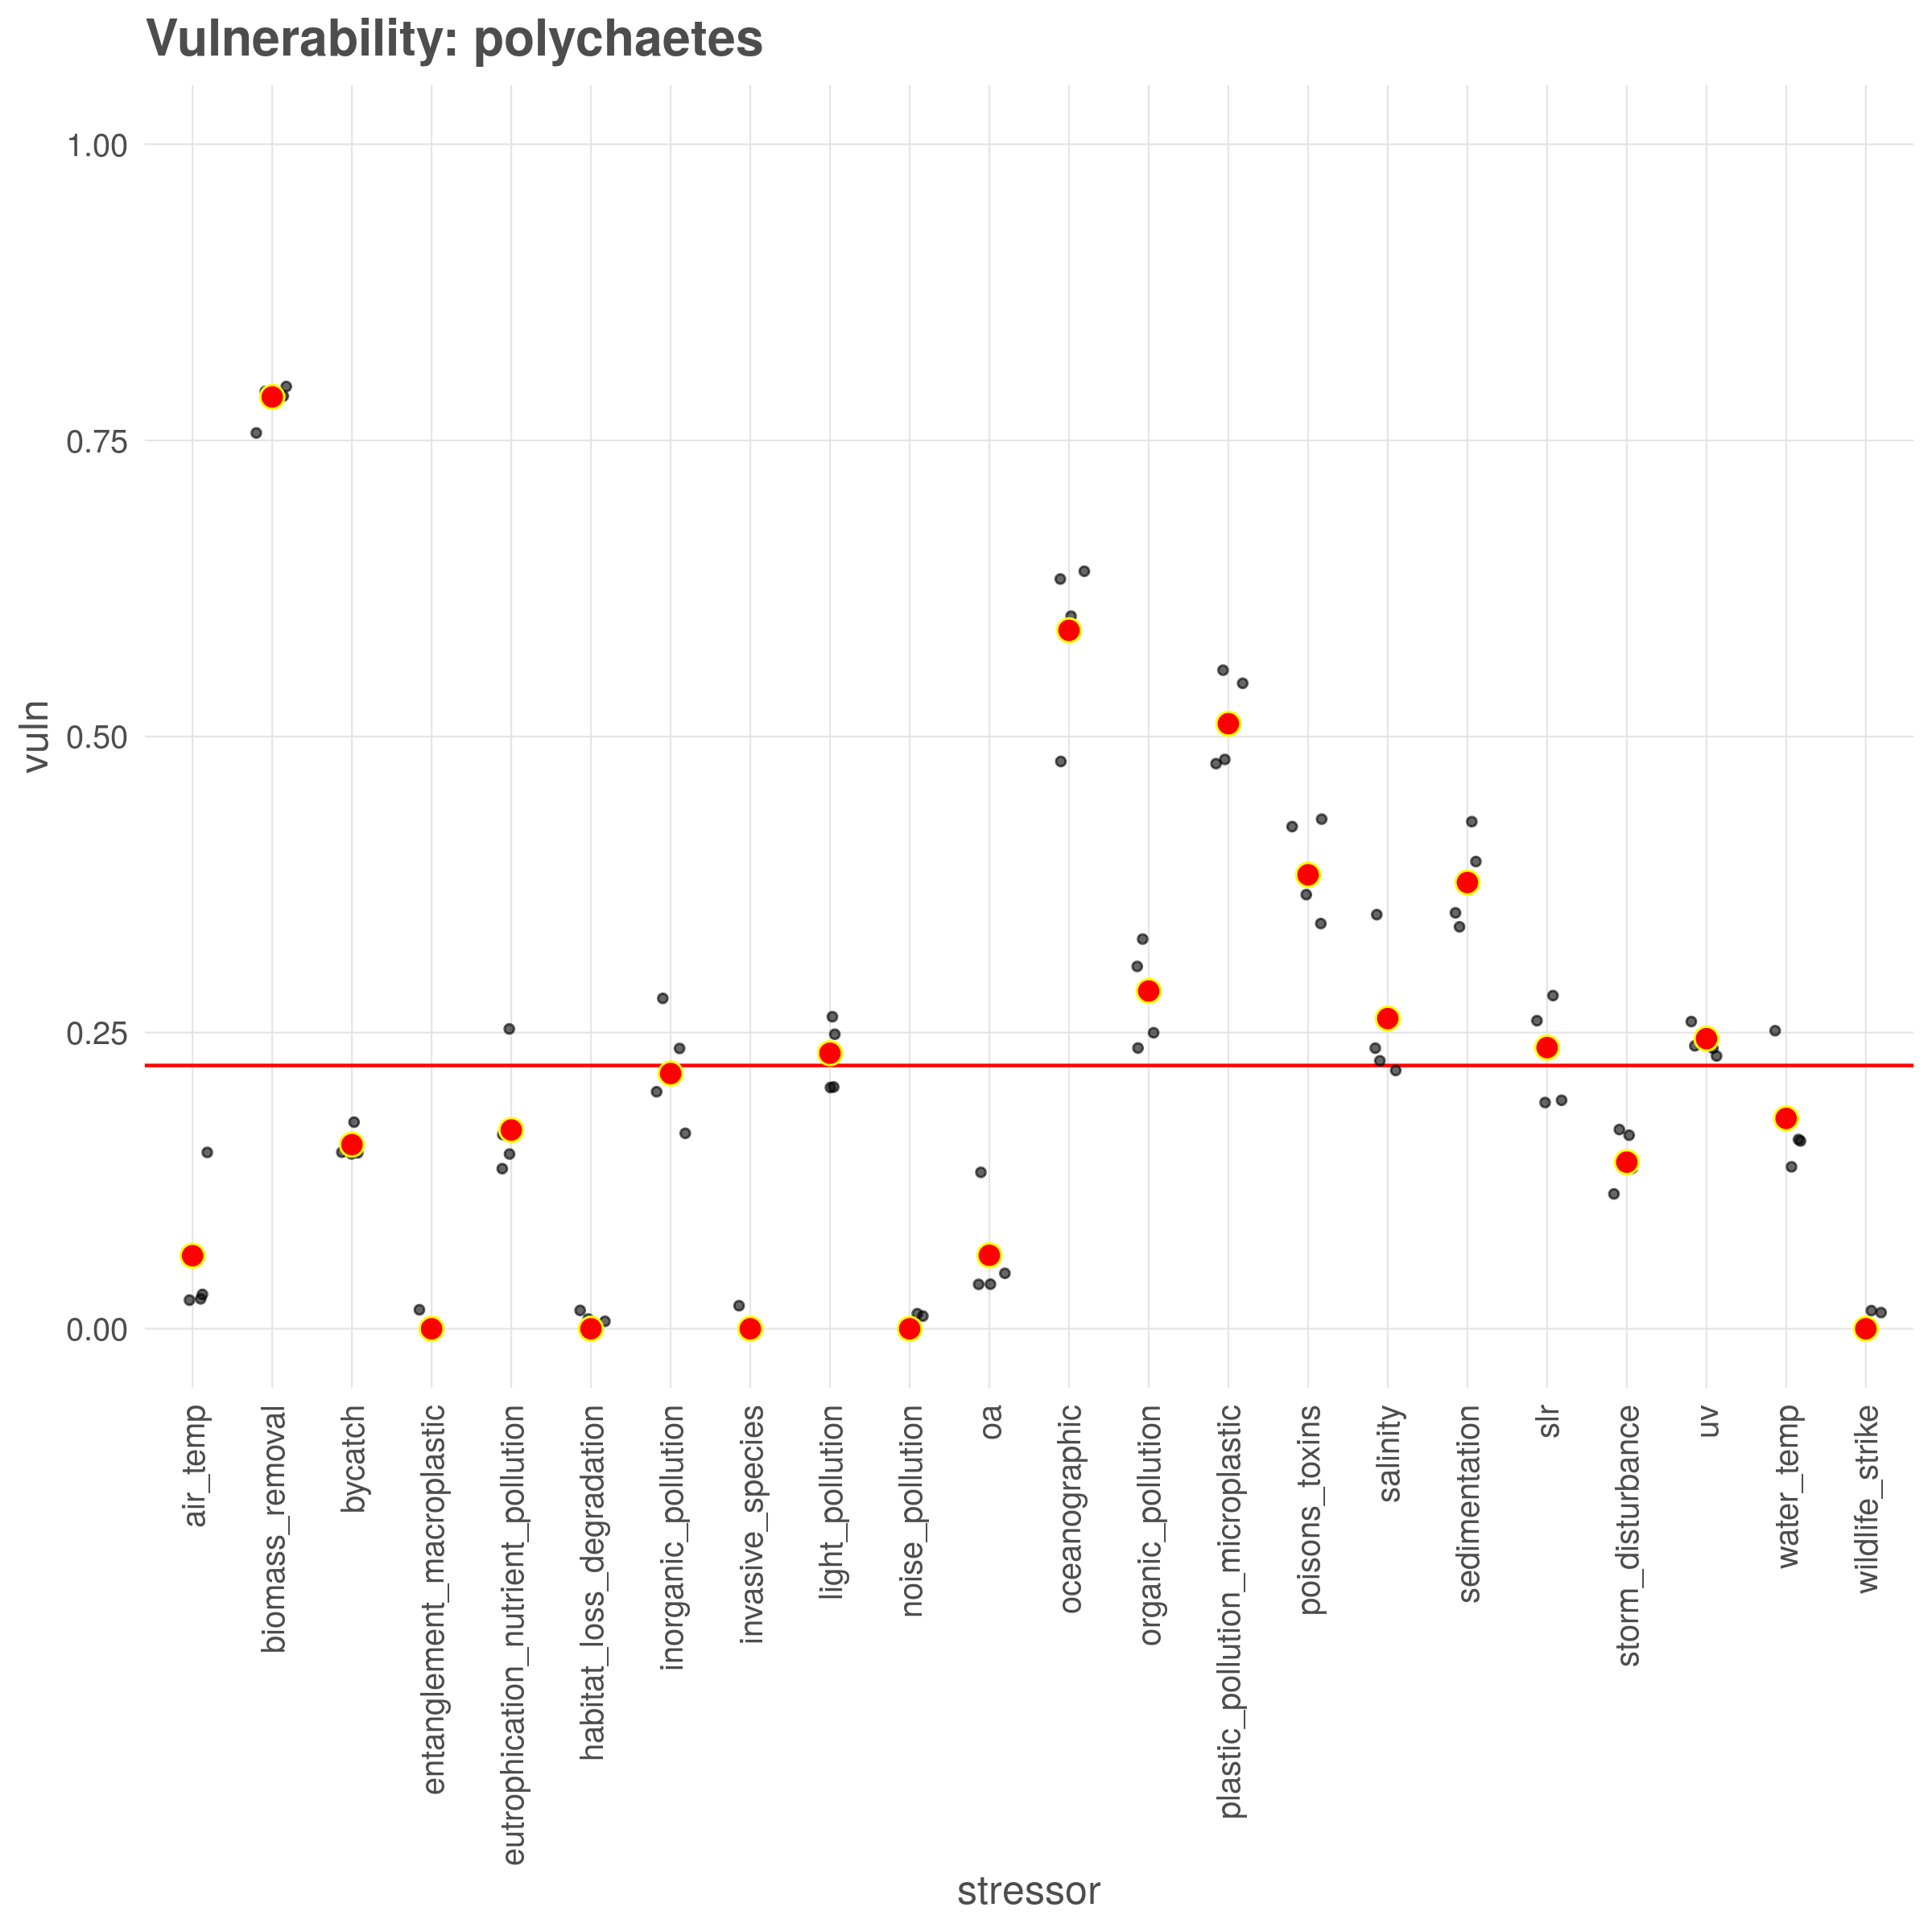 Vulnerability: polychaetes
vuln
1.00
0.75
0.50
0.25
0.00
air_temp
biomass_removal
bycatch
entanglement_macroplastic
eutrophication_nutrient_pollution
habitat_loss_degradation
inorganic_pollution
invasive_species
light_pollution
noise_pollution
oa
oceanographic
organic_pollution
plastic_pollution_microplastic
poisons_toxins
salinity
sedimentation
slr
storm_disturbance
uv
water_temp
wildlife_strike
stressor